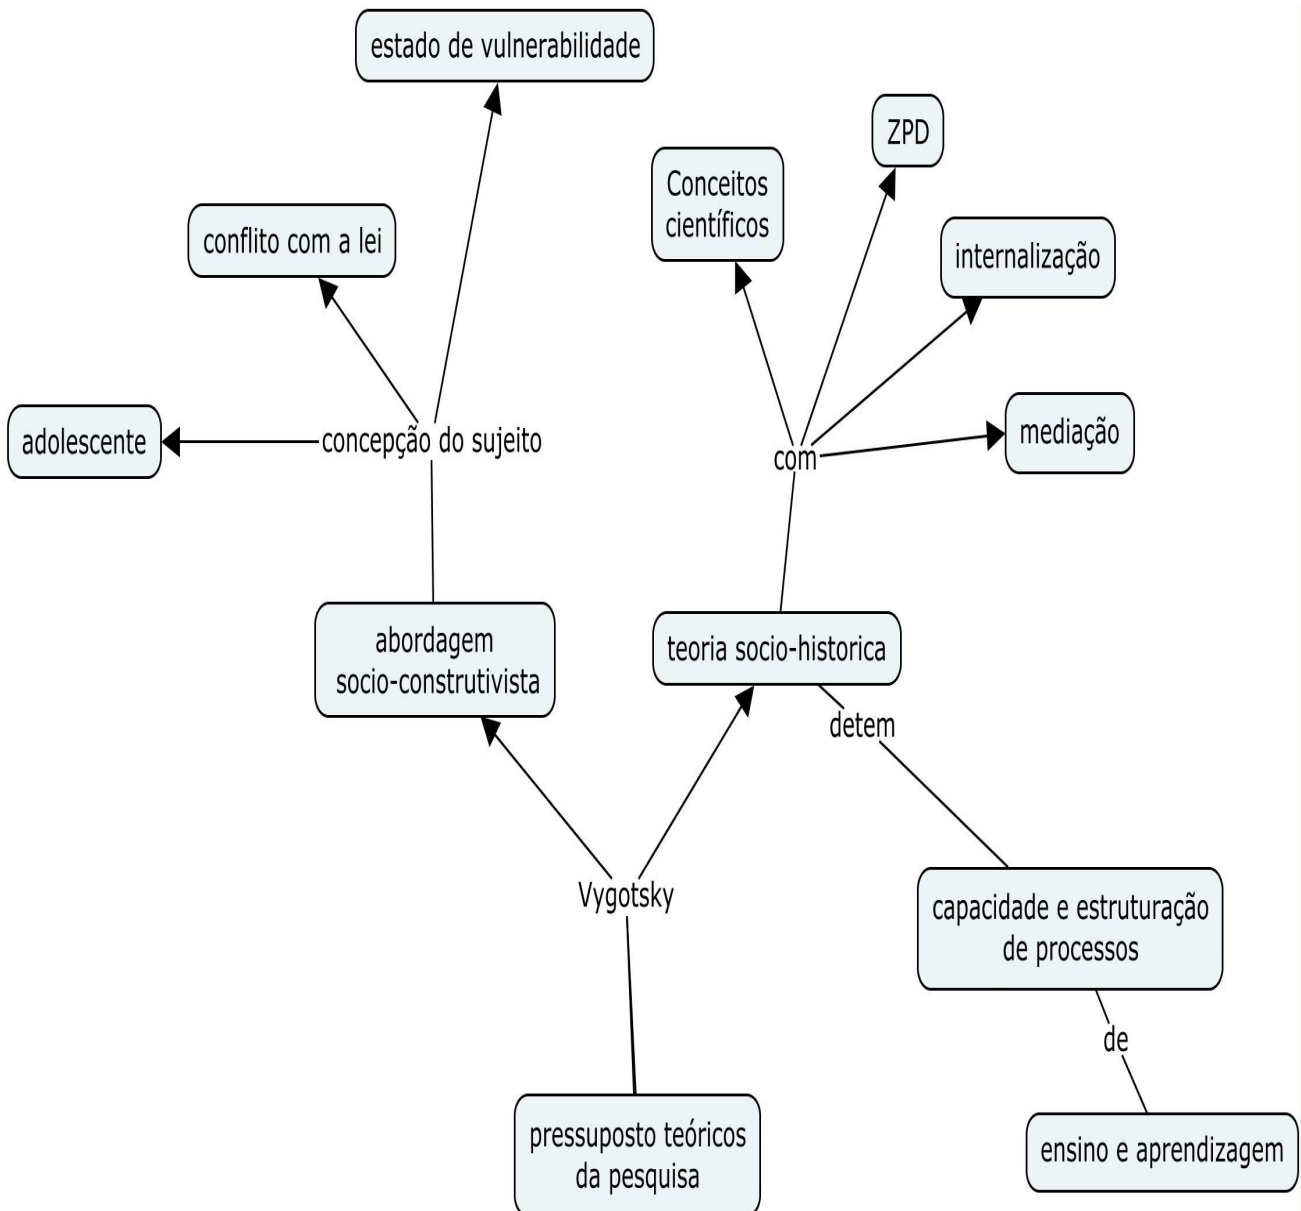 estado de vulnerabilidade
ZPD
Conceitos
científicos
conflito com a lei
internalização
adolescente
concepção do sujeito
mediação
com
abordagem
socio-construtivista
teoria socio-historica
detem
Vygotsky
capacidade e estruturação
de processos
de
pressuposto teóricos
da pesquisa
ensino e aprendizagem